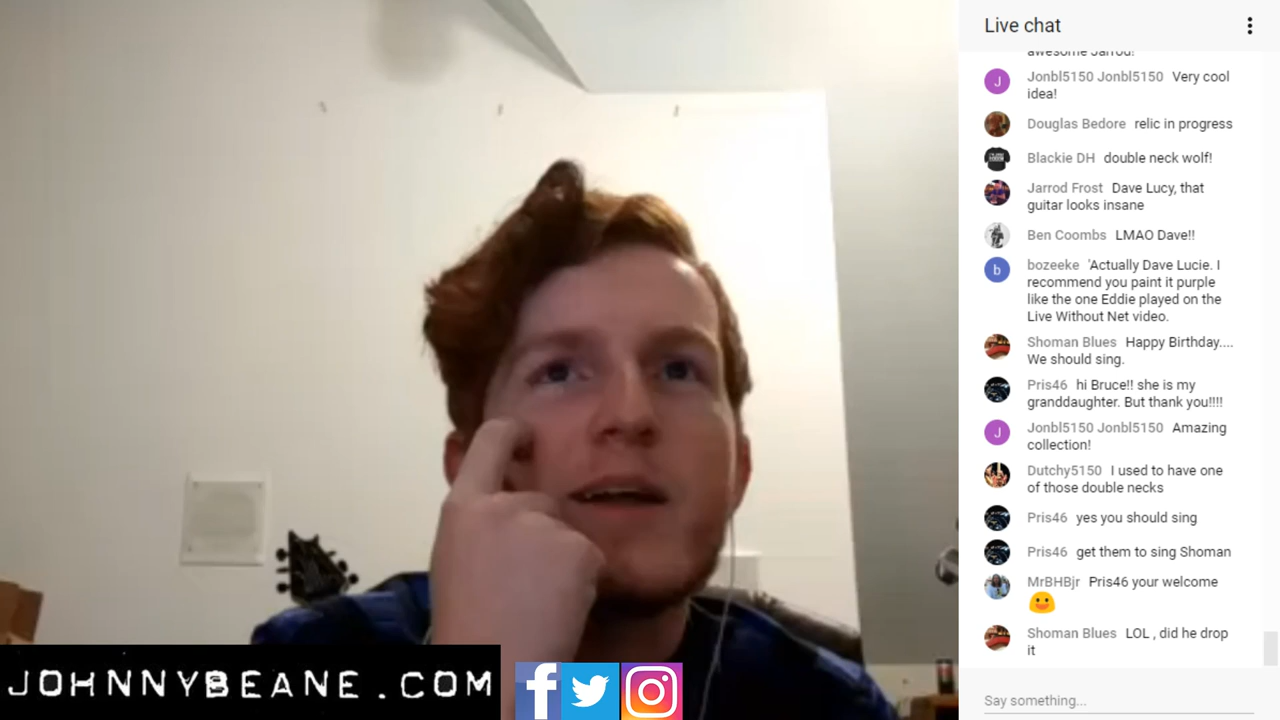 Live chat
awesome Jarrod!
Jonbl5150 Jonbl5150 Very cool
idea!
Douglas Bedore relic in progress
Blackie DH double neck wolf!
Jarrod Frost Dave Lucy, that
guitar looks insane
Ben Coombs LMAO Dave!!
b
bozeeke 'Actually Dave Lucie. I
recommend you paint it purple
like the one Eddie played on the
Live Without Net video.
Shoman Blues Happy Birthday....
We should sing.
Pris46 hi Bruce!! she is my
granddaughter. But thank you!!!!
J
Jonbl5150 Jonbl5150 Amazing
collection!
Dutchy5150 I used to have one
of those double necks
Pris46 yes you should sing
Pris46 get them to sing Shoman
MrBHBjr Pris46 your welcome
Shoman Blues LOL , did he drop
it
Say something...
JOHNNYBEANE.COM